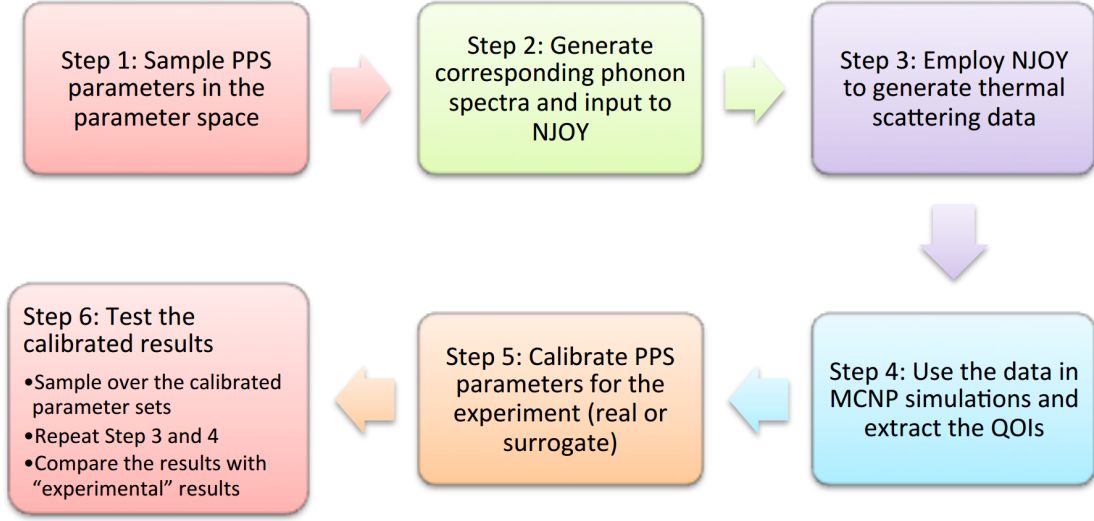 Step 1: Sample PPS
parameters in the
parameter space
Step 2: Generate
corresponding phonon
spectra and input to
NJOY
Step 3: Employ NJOY
to generate thermal
scattering data
Step 4: Use the data in
MCNP simulations and
extract the QOIs
Step 5: Calibrate PPS
parameters for the
experiment (real or
surrogate)
Step 6: Test the
calibrated results
•Sample over the calibrated
parameter sets
•Repeat Step 3 and 4
•Compare the results with
“experimental” results